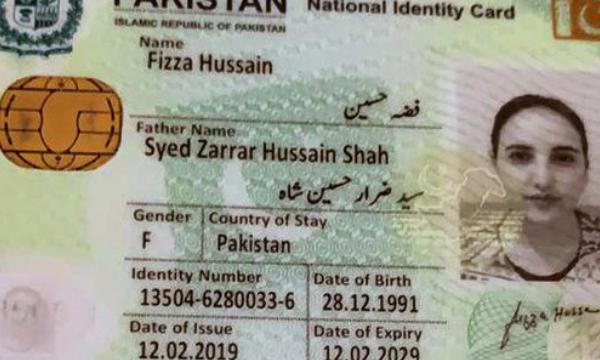 PAKISTAN National Identity Card
ISLAMIC REPUBLIC OF PAKISTAN
Name
Fizza Hussain
فضہ حسین
Father Name
Syed Zarrar Hussain Shah
سید ضرار حسین شاہ
Gender Country of Stay
F Pakistan
Identity Number Date of Birth
13504-6280033-6 28.12.1991
Date of Issue Date of Expiry
12.02.2019 12.02.2029
Fizza Hussa